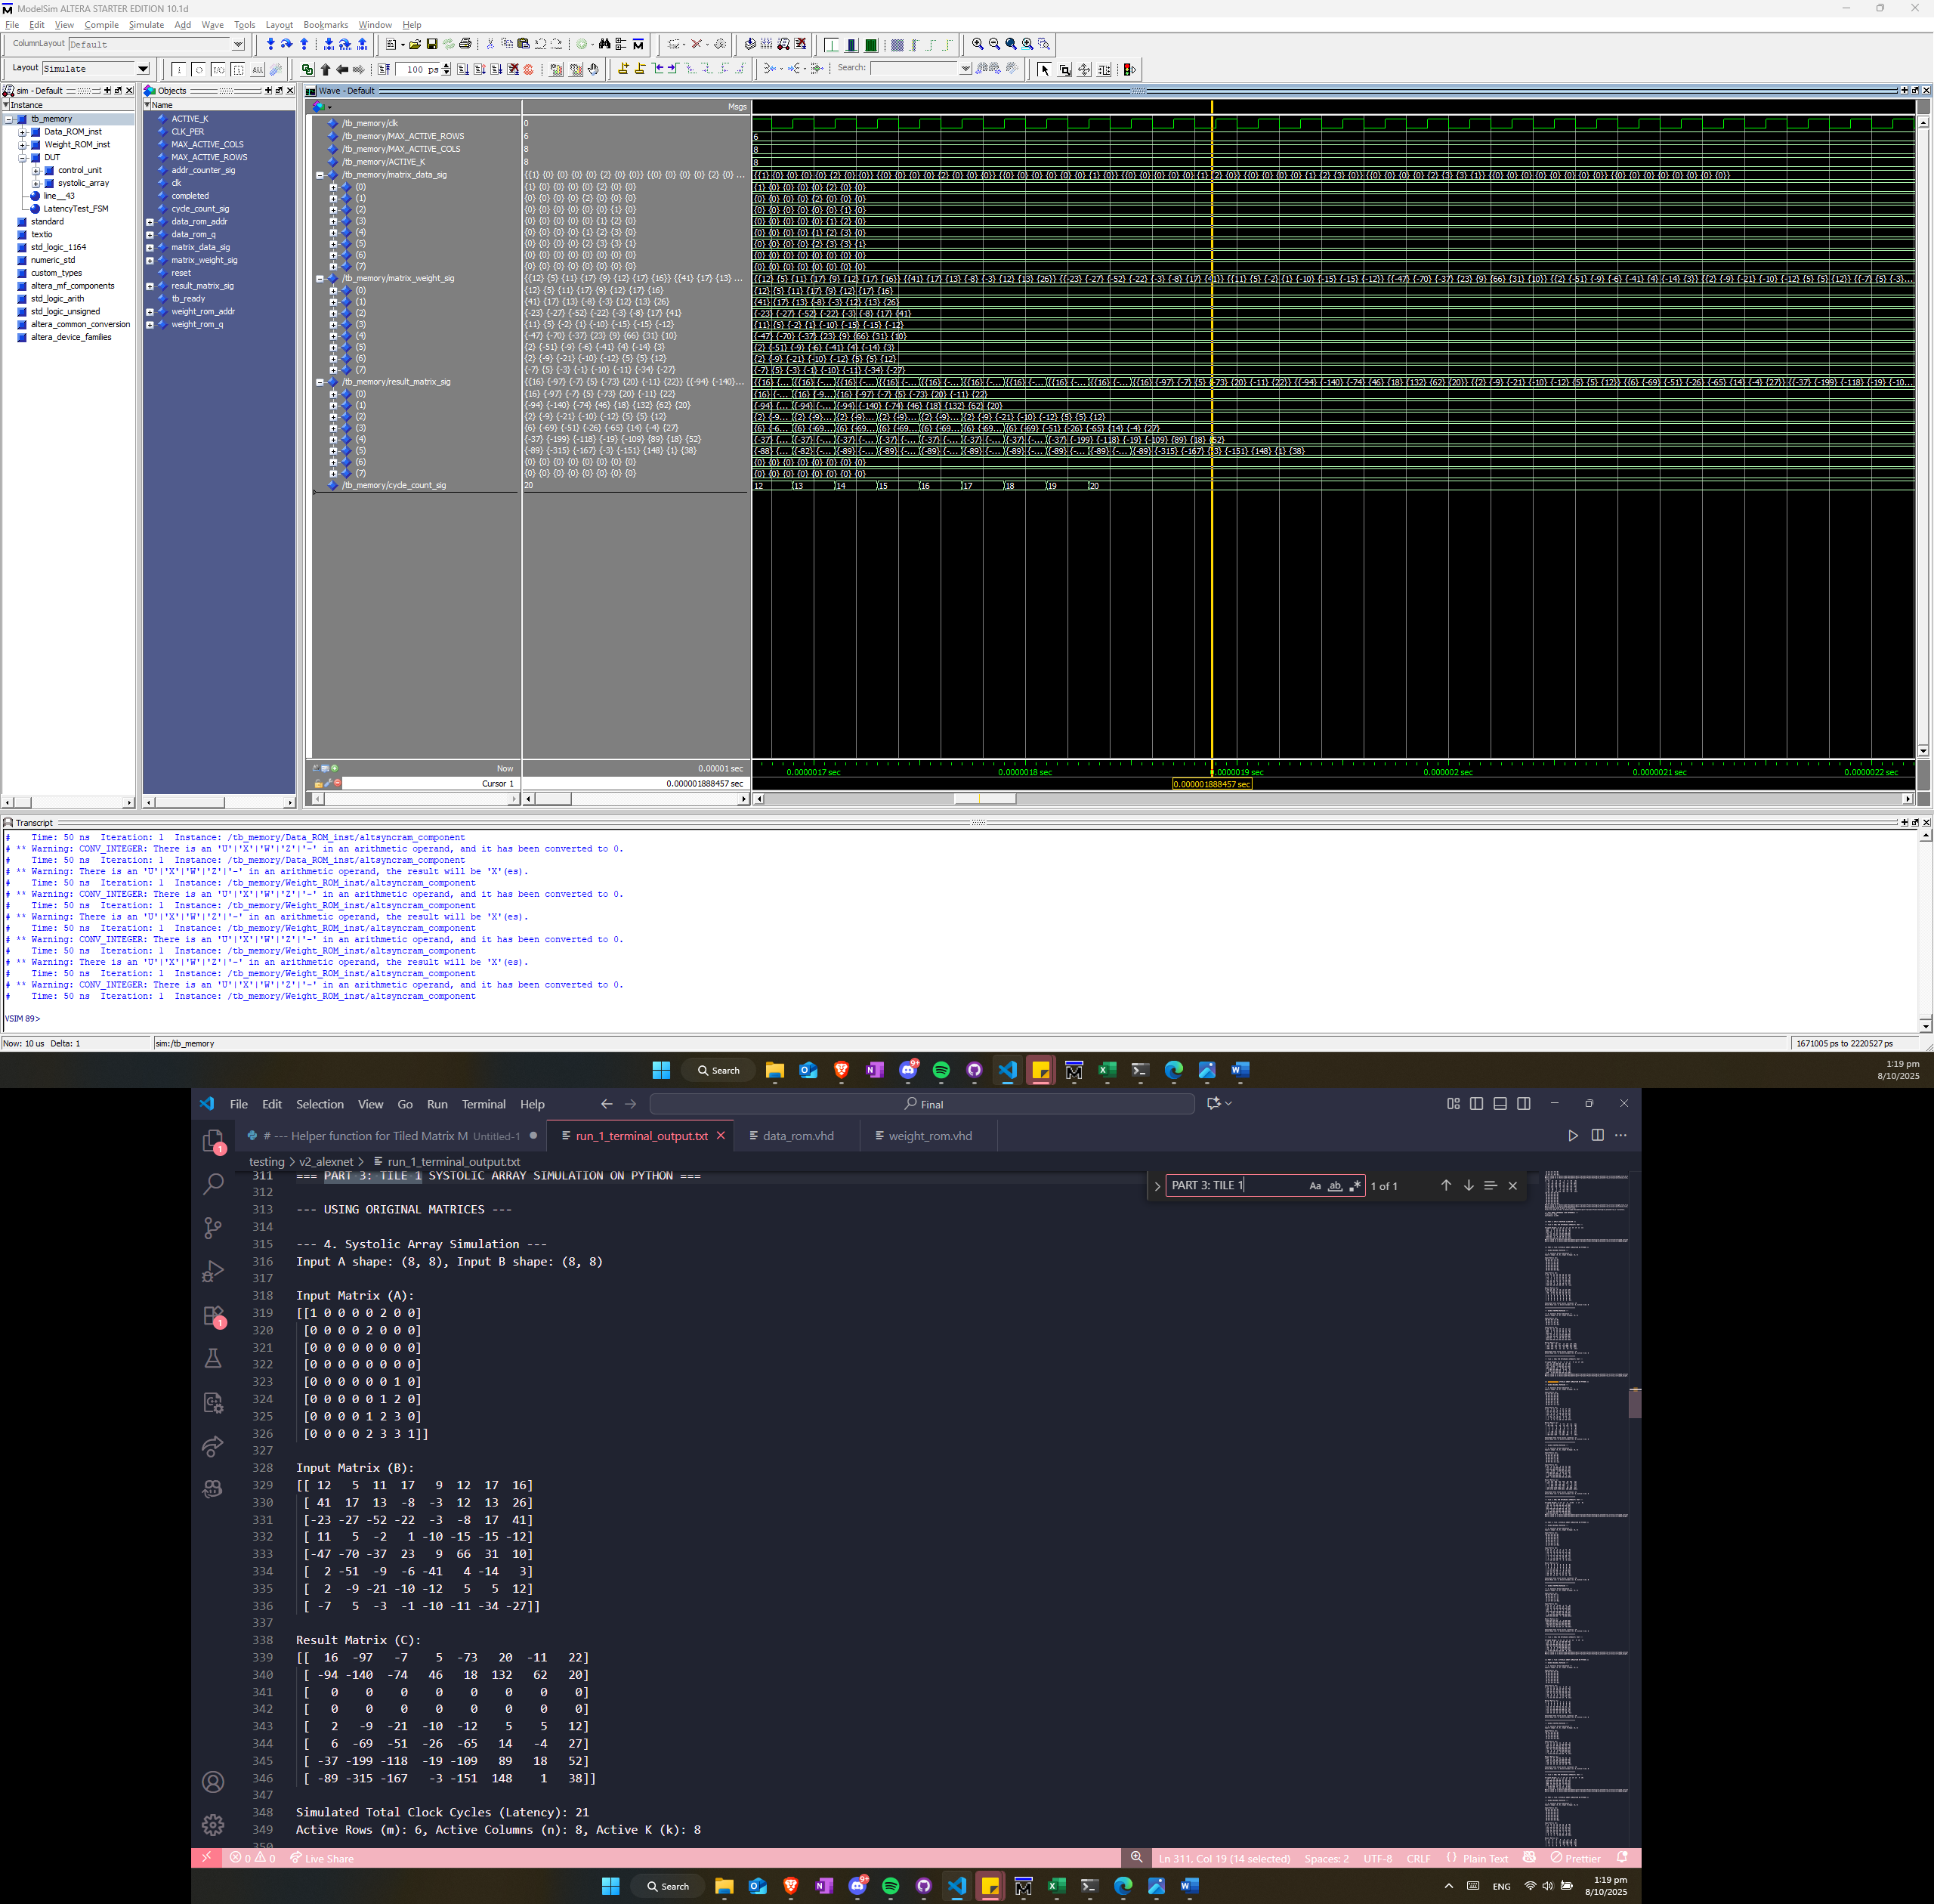 ModelSim ALTERA STARTER EDITION 10.1d
File Edit View Compile Simulate Add Wave Tools Layout Bookmarks Window Help
ColumnLayout Default
Layout Simulate
100 ps
Search:
sim - Default
Instance
tb_memory
Data_ROM_inst
Weight_ROM_inst
DUT
control_unit
systolic_array
line__43
LatencyTest_FSM
standard
textio
std_logic_1164
numeric_std
custom_types
altera_mf_components
std_logic_arith
std_logic_unsigned
altera_common_conversion
altera_device_families
Objects
Name
ACTIVE_K
CLK_PER
MAX_ACTIVE_COLS
MAX_ACTIVE_ROWS
addr_counter_sig
clk
completed
cycle_count_sig
data_rom_addr
data_rom_q
matrix_data_sig
matrix_weight_sig
reset
result_matrix_sig
tb_ready
weight_rom_addr
weight_rom_q
Wave - Default
Msgs
/tb_memory/clk 0
/tb_memory/MAX_ACTIVE_ROWS 6 6
/tb_memory/MAX_ACTIVE_COLS 8 8
/tb_memory/ACTIVE_K 8 8
/tb_memory/matrix_data_sig {{1} {0} {0} {0} {0} {2} {0} {0}} {{0} {0} {0} {0} {2} {0} ...
(0) {1} {0} {0} {0} {0} {2} {0} {0}
(1) {0} {0} {0} {0} {2} {0} {0} {0}
(2) {0} {0} {0} {0} {0} {0} {1} {0}
(3) {0} {0} {0} {0} {0} {1} {2} {0}
(4) {0} {0} {0} {0} {1} {2} {3} {0}
(5) {0} {0} {0} {0} {2} {3} {3} {1}
(6) {0} {0} {0} {0} {0} {0} {0} {0}
(7) {0} {0} {0} {0} {0} {0} {0} {0}
/tb_memory/matrix_weight_sig {{12} {5} {11} {17} {9} {12} {17} {16}} {{41} {17} {13} ...
(0) {12} {5} {11} {17} {9} {12} {17} {16}
(1) {41} {17} {13} {-8} {-3} {12} {13} {26}
(2) {-23} {-27} {-52} {-22} {-3} {-8} {17} {41}
(3) {11} {5} {-2} {1} {-10} {-15} {-15} {-12}
(4) {-47} {-70} {-37} {23} {9} {66} {31} {10}
(5) {2} {-51} {-9} {-6} {-41} {4} {-14} {3}
(6) {2} {-9} {-21} {-10} {-12} {5} {5} {12}
(7) {-7} {5} {-3} {-1} {-10} {-11} {-34} {-27}
/tb_memory/result_matrix_sig {{16} {-97} {-7} {5} {-73} {20} {-11} {22}} {{-94} {-140}...
(0) {16} {-97} {-7} {5} {-73} {20} {-11} {22}
(1) {-94} {-140} {-74} {46} {18} {132} {62} {20}
(2) {2} {-9} {-21} {-10} {-12} {5} {5} {12}
(3) {6} {-69} {-51} {-26} {-65} {14} {-4} {27}
(4) {-37} {-199} {-118} {-19} {-109} {89} {18} {52}
(5) {-89} {-315} {-167} {-3} {-151} {148} {1} {38}
(6) {0} {0} {0} {0} {0} {0} {0} {0}
(7) {0} {0} {0} {0} {0} {0} {0} {0}
/tb_memory/cycle_count_sig 20 12 13 14 15 16 17 18 19 20
Now 0.00001 sec
0.0000017 sec 0.0000018 sec 0.0000019 sec 0.000002 sec 0.0000021 sec 0.0000022 sec
Cursor 1 0.000001888457 sec 0.000001888457 sec
Transcript
# Time: 50 ns Iteration: 1 Instance: /tb_memory/Data_ROM_inst/altsyncram_component
# ** Warning: CONV_INTEGER: There is an 'U'|'X'|'W'|'Z'|'-' in an arithmetic operand, and it has been converted to 0.
# Time: 50 ns Iteration: 1 Instance: /tb_memory/Data_ROM_inst/altsyncram_component
# ** Warning: There is an 'U'|'X'|'W'|'Z'|'-' in an arithmetic operand, the result will be 'X'(es).
# Time: 50 ns Iteration: 1 Instance: /tb_memory/Weight_ROM_inst/altsyncram_component
# ** Warning: CONV_INTEGER: There is an 'U'|'X'|'W'|'Z'|'-' in an arithmetic operand, and it has been converted to 0.
# Time: 50 ns Iteration: 1 Instance: /tb_memory/Weight_ROM_inst/altsyncram_component
# ** Warning: There is an 'U'|'X'|'W'|'Z'|'-' in an arithmetic operand, the result will be 'X'(es).
# Time: 50 ns Iteration: 1 Instance: /tb_memory/Weight_ROM_inst/altsyncram_component
# ** Warning: CONV_INTEGER: There is an 'U'|'X'|'W'|'Z'|'-' in an arithmetic operand, and it has been converted to 0.
# Time: 50 ns Iteration: 1 Instance: /tb_memory/Weight_ROM_inst/altsyncram_component
# ** Warning: There is an 'U'|'X'|'W'|'Z'|'-' in an arithmetic operand, the result will be 'X'(es).
# Time: 50 ns Iteration: 1 Instance: /tb_memory/Weight_ROM_inst/altsyncram_component
# ** Warning: CONV_INTEGER: There is an 'U'|'X'|'W'|'Z'|'-' in an arithmetic operand, and it has been converted to 0.
# Time: 50 ns Iteration: 1 Instance: /tb_memory/Weight_ROM_inst/altsyncram_component
VSIM 89>
Now: 10 us Delta: 1 sim:/tb_memory 1671005 ps to 2220527 ps
Search
1:19 pm
8/10/2025
File Edit Selection View Go Run Terminal Help
Final
# --- Helper function for Tiled Matrix M Untitled-1
run_1_terminal_output.txt
data_rom.vhd
weight_rom.vhd
testing > v2_alexnet > run_1_terminal_output.txt
PART 3: TILE 1
1 of 1
311 === PART 3: TILE 1 SYSTOLIC ARRAY SIMULATION ON PYTHON ===
312
313 --- USING ORIGINAL MATRICES ---
314
315 --- 4. Systolic Array Simulation ---
316 Input A shape: (8, 8), Input B shape: (8, 8)
317
318 Input Matrix (A):
319 [[1 0 0 0 0 2 0 0]
320 [0 0 0 0 2 0 0 0]
321 [0 0 0 0 0 0 0 0]
322 [0 0 0 0 0 0 0 0]
323 [0 0 0 0 0 0 1 0]
324 [0 0 0 0 0 1 2 0]
325 [0 0 0 0 1 2 3 0]
326 [0 0 0 0 2 3 3 1]]
327
328 Input Matrix (B):
329 [[ 12 5 11 17 9 12 17 16]
330 [ 41 17 13 -8 -3 12 13 26]
331 [-23 -27 -52 -22 -3 -8 17 41]
332 [ 11 5 -2 1 -10 -15 -15 -12]
333 [-47 -70 -37 23 9 66 31 10]
334 [ 2 -51 -9 -6 -41 4 -14 3]
335 [ 2 -9 -21 -10 -12 5 5 12]
336 [ -7 5 -3 -1 -10 -11 -34 -27]]
337
338 Result Matrix (C):
339 [[ 16 -97 -7 5 -73 20 -11 22]
340 [ -94 -140 -74 46 18 132 62 20]
341 [ 0 0 0 0 0 0 0 0]
342 [ 0 0 0 0 0 0 0 0]
343 [ 2 -9 -21 -10 -12 5 5 12]
344 [ 6 -69 -51 -26 -65 14 -4 27]
345 [ -37 -199 -118 -19 -109 89 18 52]
346 [ -89 -315 -167 -3 -151 148 1 38]]
347
348 Simulated Total Clock Cycles (Latency): 21
349 Active Rows (m): 6, Active Columns (n): 8, Active K (k): 8
350
0 0 Live Share
Ln 311, Col 19 (14 selected) Spaces: 2 UTF-8 CRLF Plain Text Prettier
Search
ENG
1:19 pm
8/10/2025